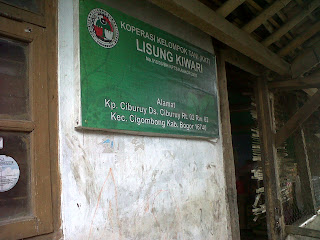 KOPERASI KELOMPOK TANI (KKT)
LISUNG KIWARI
Alamat
Kp. Ciburuy Ds. Ciburuy Rt. 02 Rw. 03
Kec. Cigombong Kab. Bogor 16740